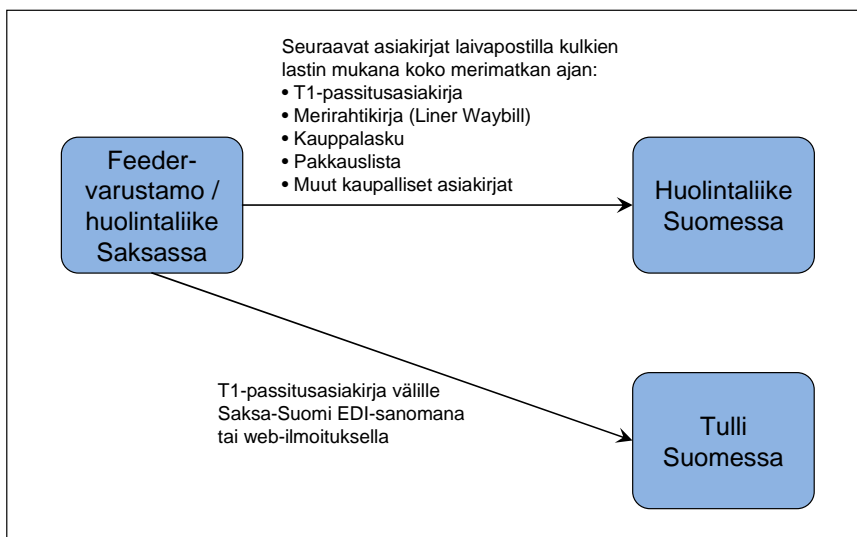 Seuraavat asiakirjat laivapostilla kulkien
lastin mukana koko merimatkan ajan:
• T1-passitusasiakirja
• Merirahtikirja (Liner Waybill)
• Kauppalasku
• Pakkauslista
• Muut kaupalliset asiakirjat
Feeder-
varustamo /
huolintaliike
Saksassa
Huolintaliike
Suomessa
T1-passitusasiakirja välille
Saksa-Suomi EDI-sanomana
tai web-ilmoituksella
Tulli
Suomessa